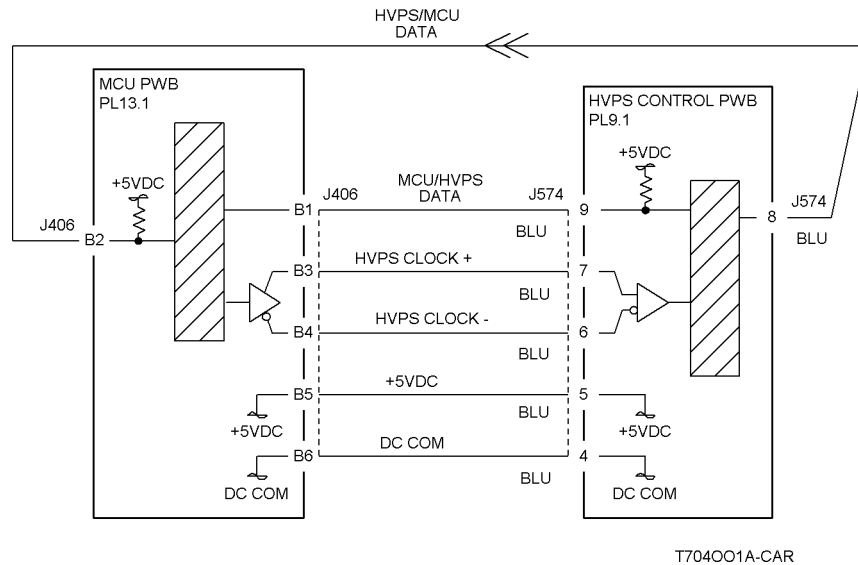 HVPS/MCU
DATA
MCU PWB
PL13.1
HVPS CONTROL PWB
PL9.1
+5VDC
+5VDC
J406
B2
B1
J406
MCU/HVPS
DATA
J574
9
BLU
8
J574
BLU
B3
HVPS CLOCK +
7
BLU
B4
HVPS CLOCK -
6
BLU
B5
+5VDC
5
BLU
+5VDC
+5VDC
B6
DC COM
4
BLU
DC COM
DC COM
T704OO1A-CAR